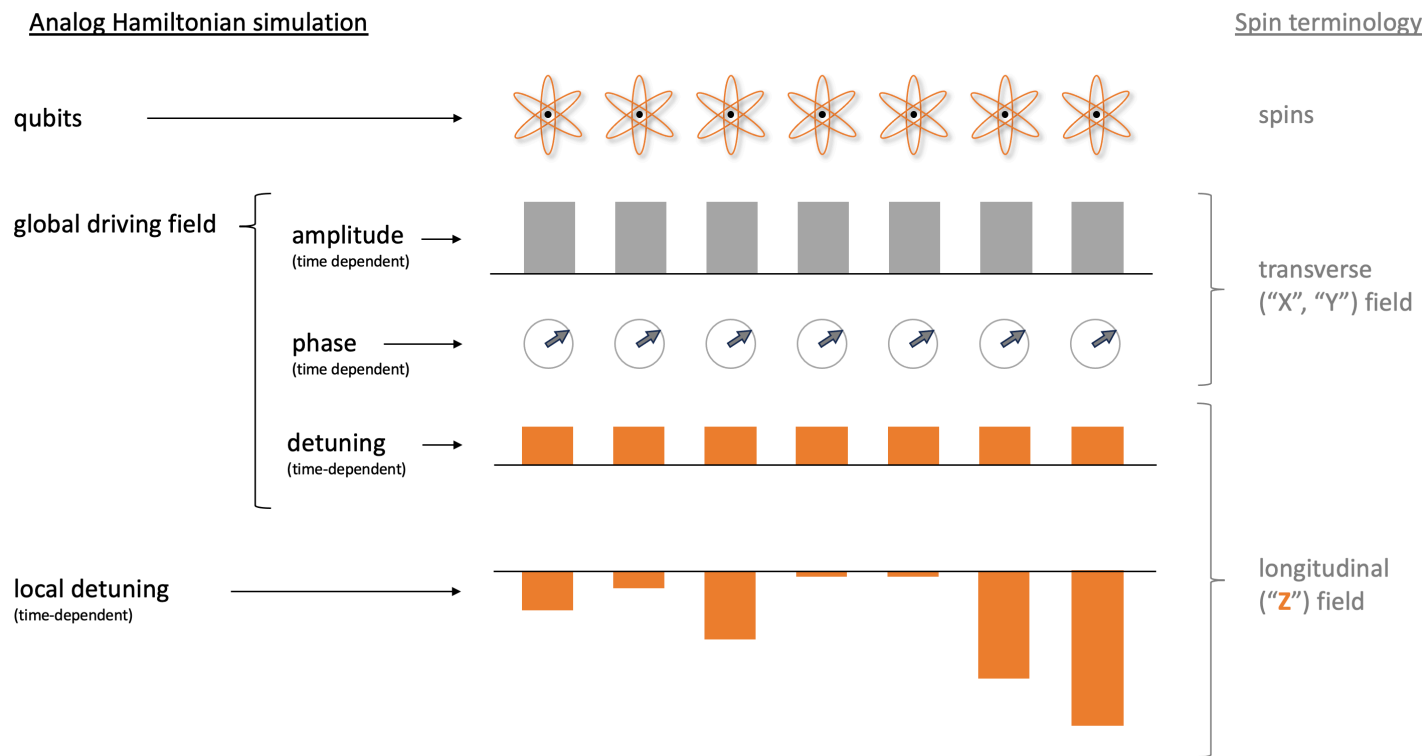 Analog Hamiltonian simulation
Spin terminology
qubits
spins
global driving field
amplitude
(time dependent)
transverse
(“X”, “Y”) field
phase
(time dependent)
detuning
(time-dependent)
local detuning
(time-dependent)
longitudinal
(“Z”) field